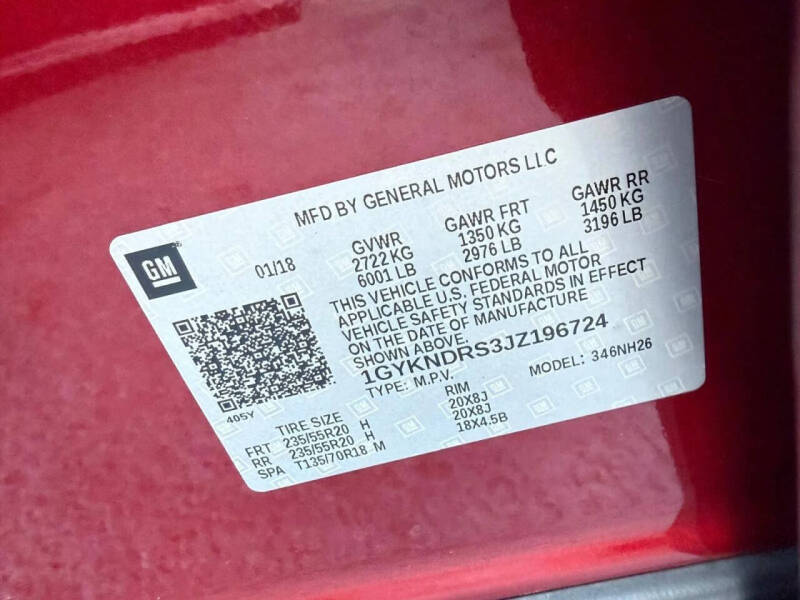 MFD BY GENERAL MOTORS LLC
GM
01/18
GVWR
2722 KG
6001 LB
GAWR FRT
1350 KG
2976 LB
GAWR RR
1450 KG
3196 LB
THIS VEHICLE CONFORMS TO ALL
APPLICABLE U.S, FEDERAL MOTOR
VEHICLE SAFETY STANDARDS IN EFFECT
ON THE DATE OF MANUFACTURE
SHOWN ABOVE.
1GYKNDRS3JZ196724
TYPE: M.P.V. MODEL: 346NH26
405Y
TIRE SIZE RIM
FRT 235/55R20 H 20X8J
RR 235/55R20 H 20X8J
SPA T135/70R18 M 18X4.5B